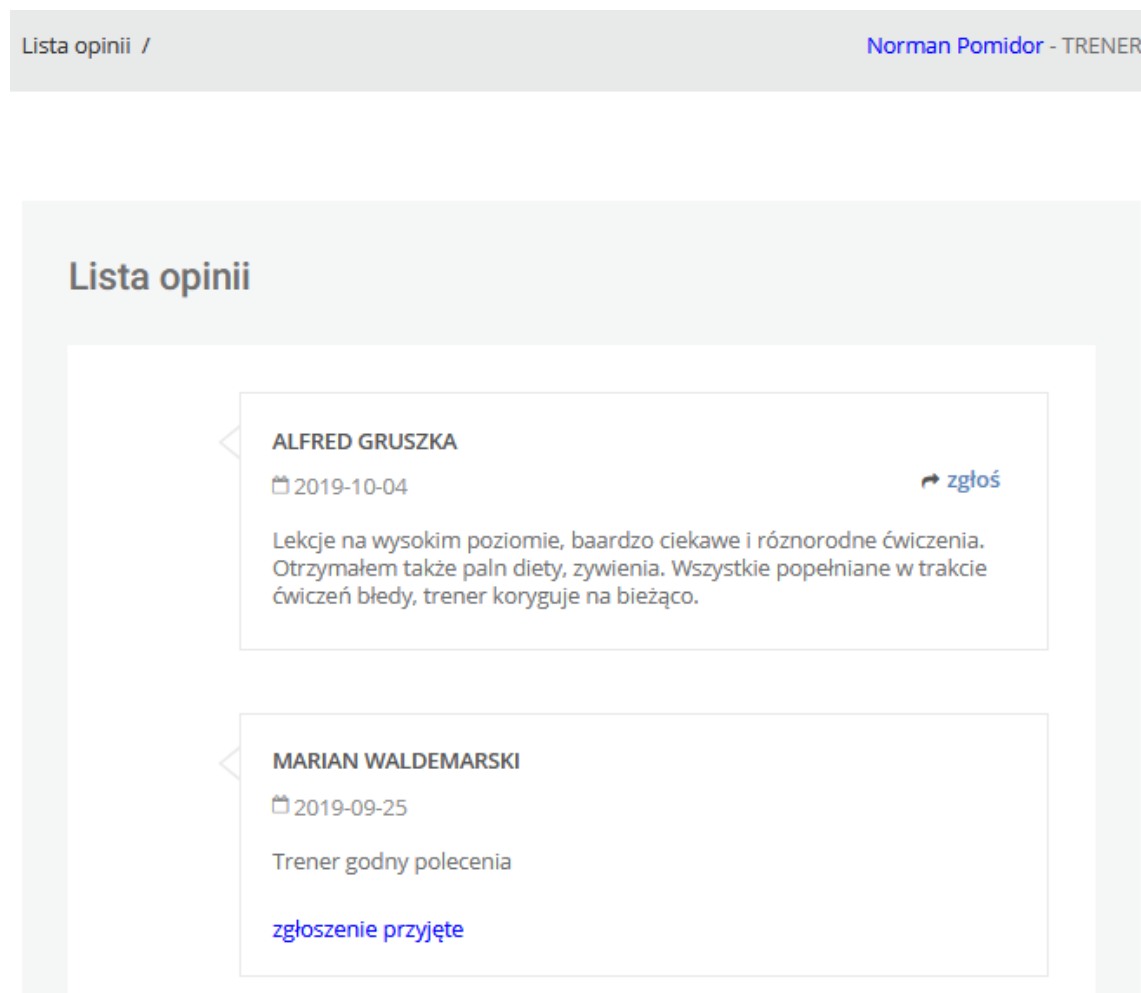 Lista opinii / Norman Pomidor - TRENER
Lista opinii
ALFRED GRUSZKA
2019-10-04 zgłoś
Lekcje na wysokim poziomie, baardzo ciekawe i róznorodne ćwiczenia.
Otrzymałem także paln diety, zywienia. Wszystkie popełniane w trakcie
ćwiczeń błedy, trener koryguje na bieżąco.
MARIAN WALDEMARSKI
2019-09-25
Trener godny polecenia
zgłoszenie przyjęte